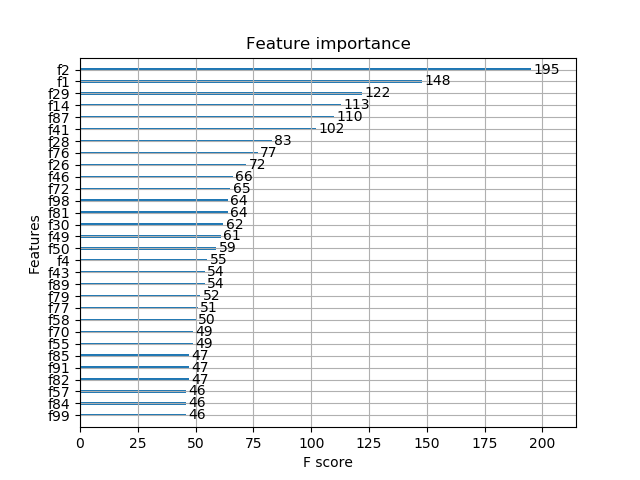 Feature importance
f2 195
f1 148
f29 122
f14 113
f87 110
f41 102
f28 83
f76 77
f26 72
f46 66
f72 65
f98 64
f81 64
f30 62
f49 61
f50 59
f4 55
f43 54
f89 54
f79 52
f77 51
f58 50
f70 49
f55 49
f85 47
f91 47
f82 47
f57 46
f84 46
f99 46
Features
0 25 50 75 100 125 150 175 200
F score